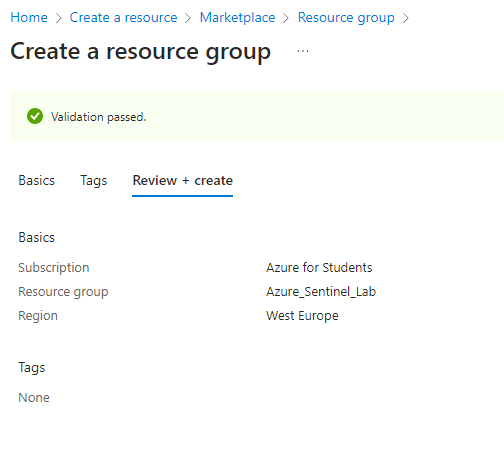 Home > Create a resource > Marketplace > Resource group >
Create a resource group ...
Validation passed.
Basics Tags Review + create
Basics
Subscription Azure for Students
Resource group Azure_Sentinel_Lab
Region West Europe
Tags
None